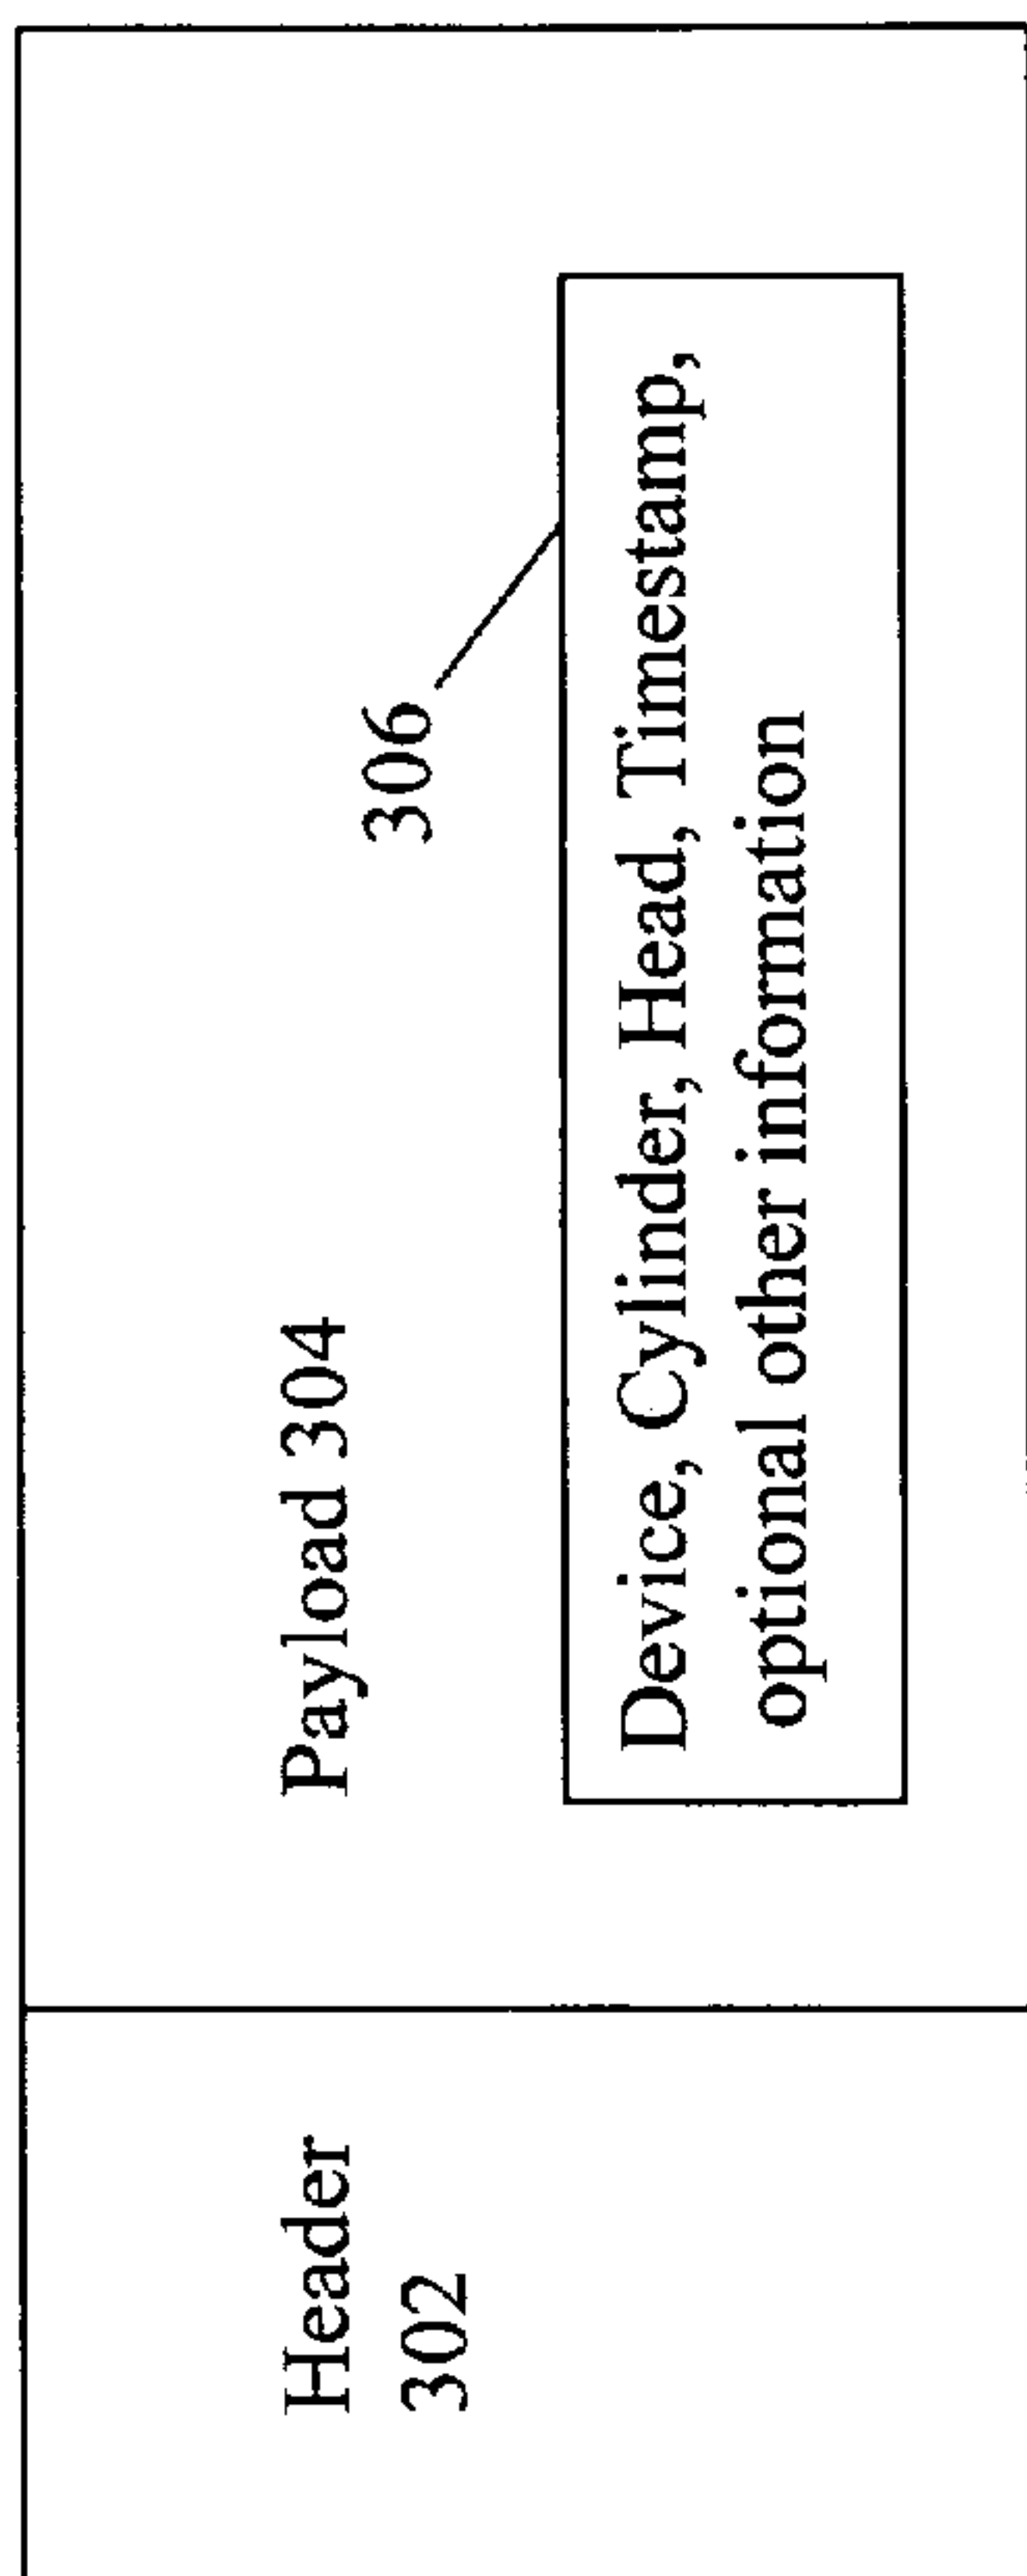 Header
302
Payload 304
306
Device, Cylinder, Head, Timestamp,
optional other information